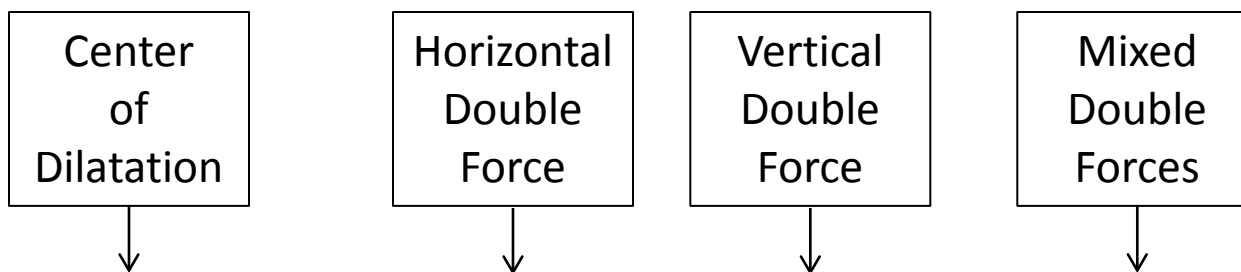 Center
of
Dilatation
Horizontal
Double
Force
Vertical
Double
Force
Mixed
Double
Forces